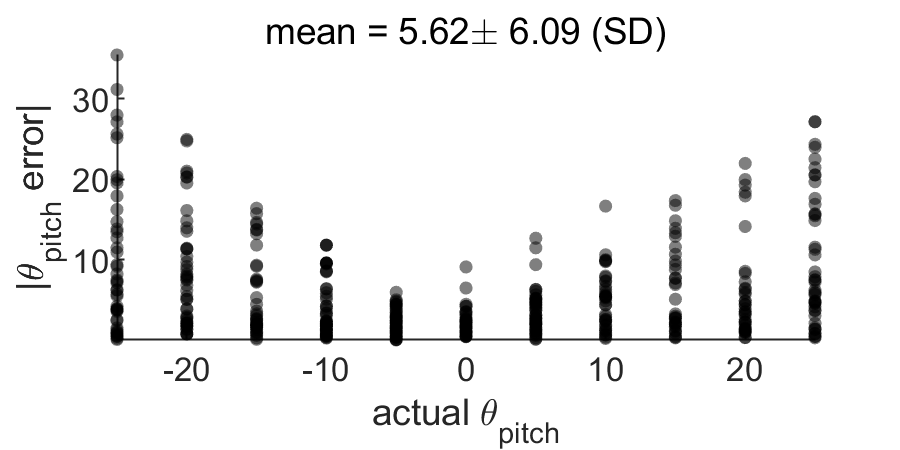 mean = 5.62± 6.09 (SD)
|θpitch error|
30
20
10
-20 -10 0 10 20
actual θpitch